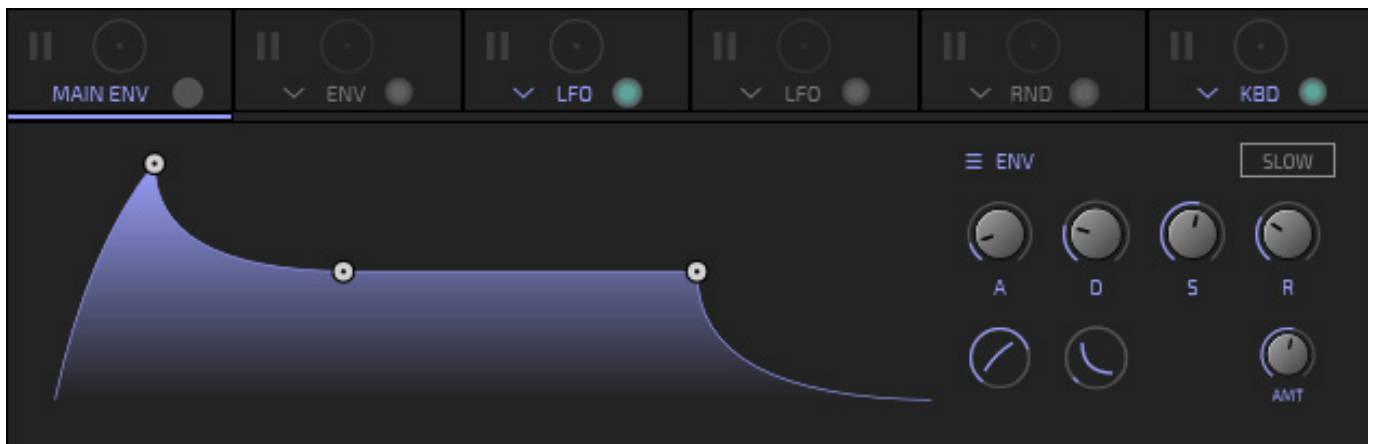 MAIN ENV
ENV
LFO
LFO
RND
KBD
ENV
SLOW
A
D
S
R
AMT